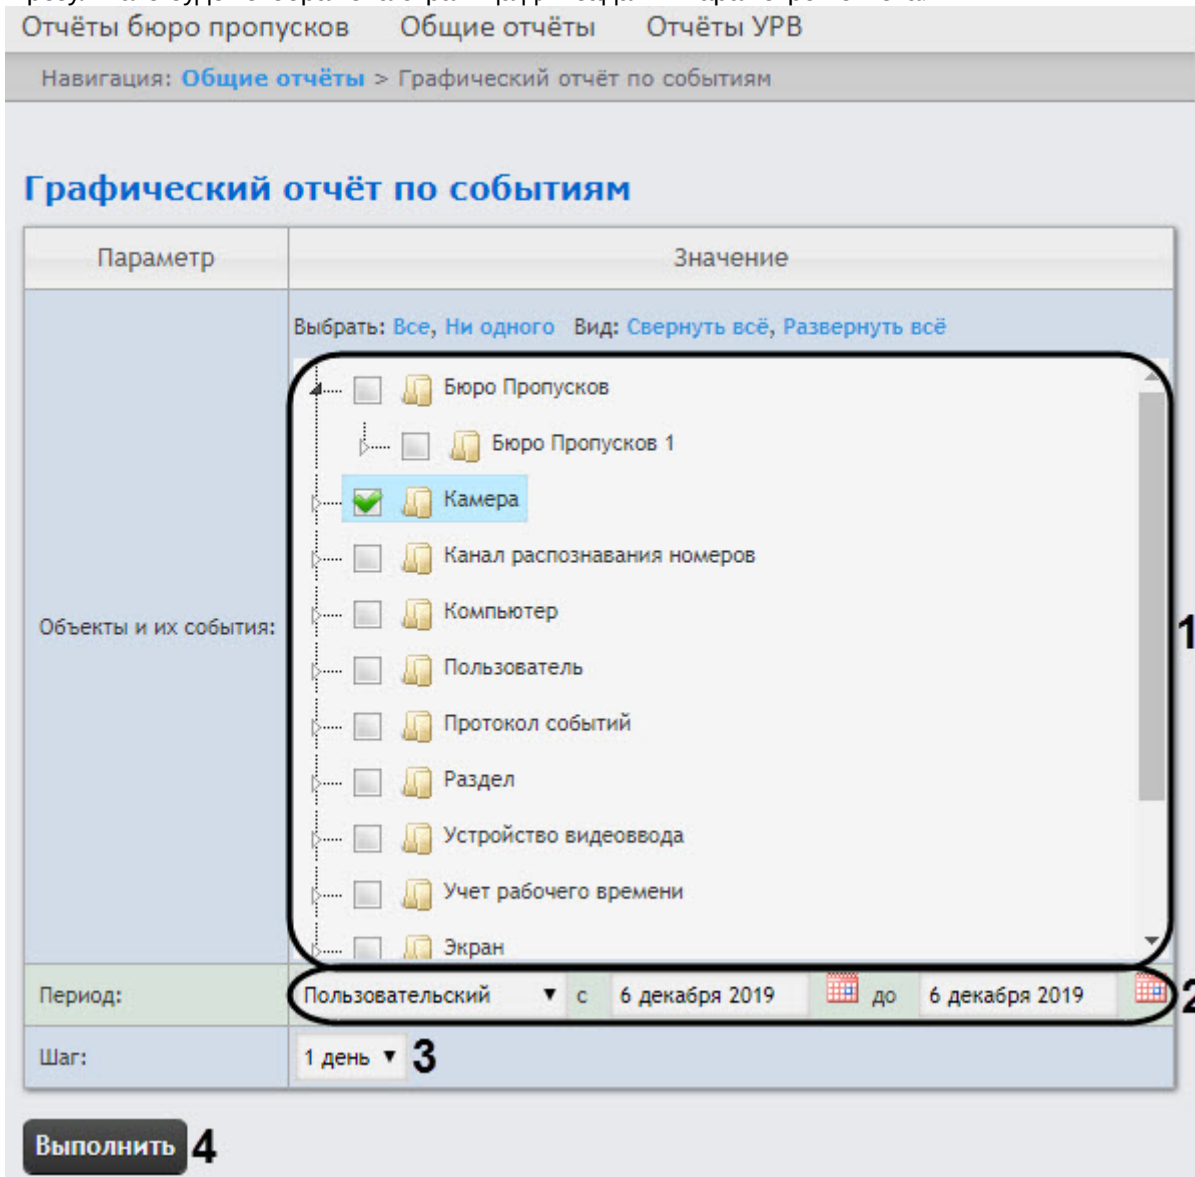 Отчёты бюро пропусков Общие отчёты Отчёты УРВ
Навигация: Общие отчёты > Графический отчёт по событиям
Графический отчёт по событиям
Параметр Значение
Выбрать: Все, Ни одного Вид: Свернуть всё, Развернуть всё
Бюро Пропусков
Бюро Пропусков 1
Камера
Канал распознавания номеров
Компьютер
Объекты и их события:
1
Пользователь
Протокол событий
Раздел
Устройство видеоввода
Учет рабочего времени
Экран
Период: Пользовательский с 6 декабря 2019 до 6 декабря 2019 2
Шаг: 1 день 3
Выполнить 4